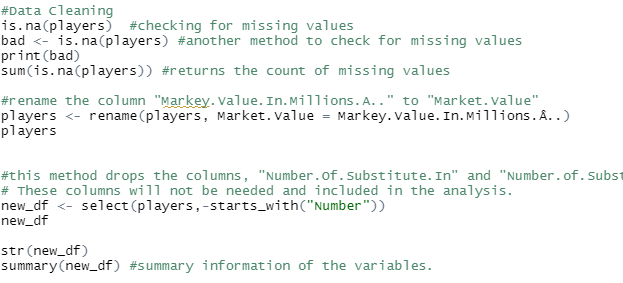 #Data Cleaning
is.na(players)  #checking for missing values
bad <- is.na(players) #another method to check for missing values
print(bad)
sum(is.na(players)) #returns the count of missing values
#rename the column "Markey.Value.In.Millions.A.." to "Market.Value"
players <- rename(players, Market.Value = Markey.Value.In.Millions.Â..)
players
#this method drops the columns, "Number.Of.Substitute.In" and "Number.of.Subst
# These columns will not be needed and included in the analysis.
new_df <- select(players,-starts_with("Number"))
new_df
str(new_df)
summary(new_df) #summary information of the variables.